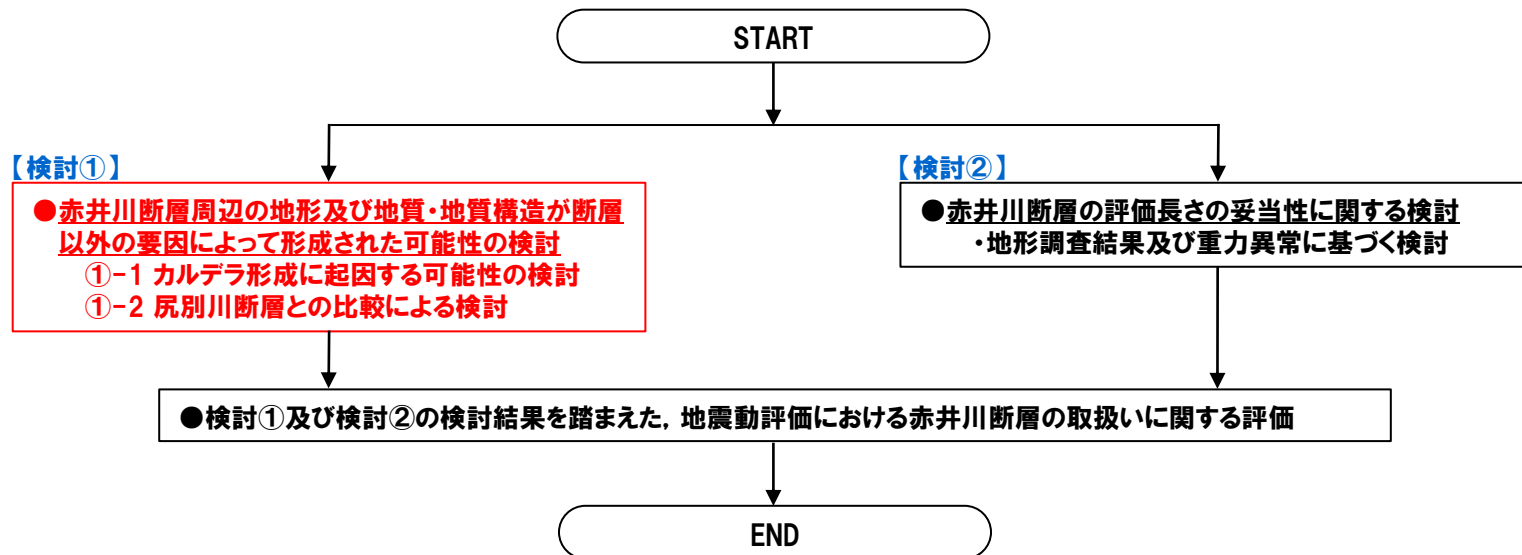 START
【検討①】
●赤井川断層周辺の地形及び地質・地質構造が断層
以外の要因によって形成された可能性の検討
①-1 カルデラ形成に起因する可能性の検討
①-2 尻別川断層との比較による検討
【検討②】
●赤井川断層の評価長さの妥当性に関する検討
・地形調査結果及び重力異常に基づく検討
●検討①及び検討②の検討結果を踏まえた，地震動評価における赤井川断層の取扱いに関する評価
END